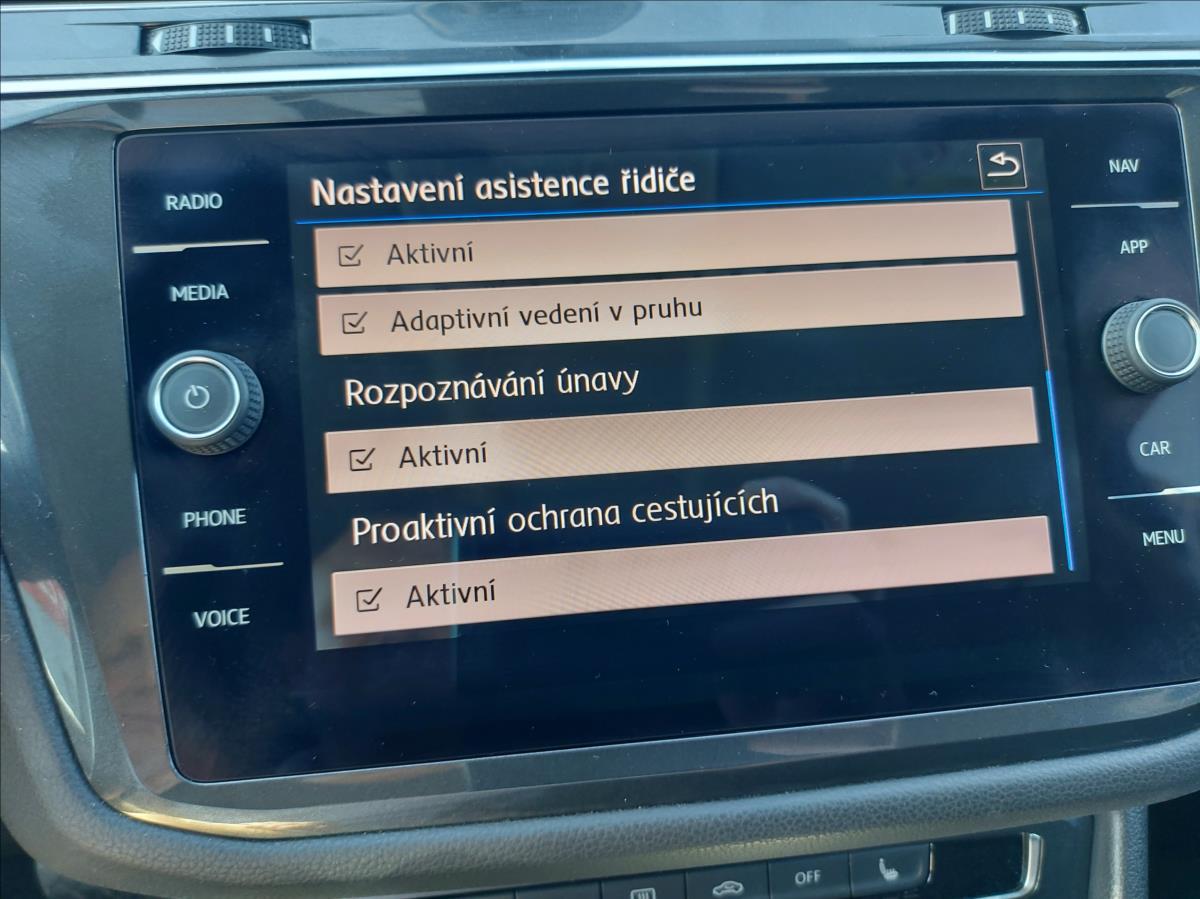 RADIO
MEDIA
PHONE
VOICE
Nastavení asistence řidiče
Aktivní
Adaptivní vedení v pruhu
Rozpoznávání únavy
Aktivní
Proaktivní ochrana cestujících
Aktivní
NAV
APP
CAR
MENU
OFF